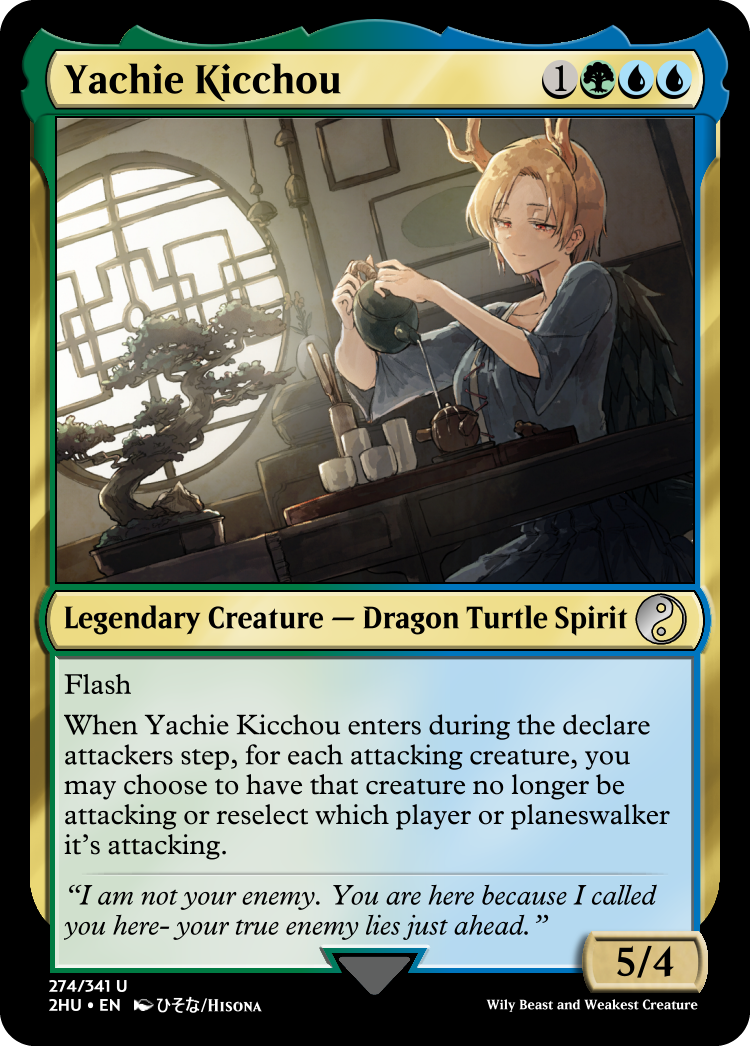 Yachie Kicchou 1
Legendary Creature — Dragon Turtle Spirit
Flash
When Yachie Kicchou enters during the declare
attackers step, for each attacking creature, you
may choose to have that creature no longer be
attacking or reselect which player or planeswalker
it’s attacking.
“I am not your enemy. You are here because I called
you here- your true enemy lies just ahead.”
5/4
274/341 U
2HU • EN ひそな/Hisona
Wily Beast and Weakest Creature